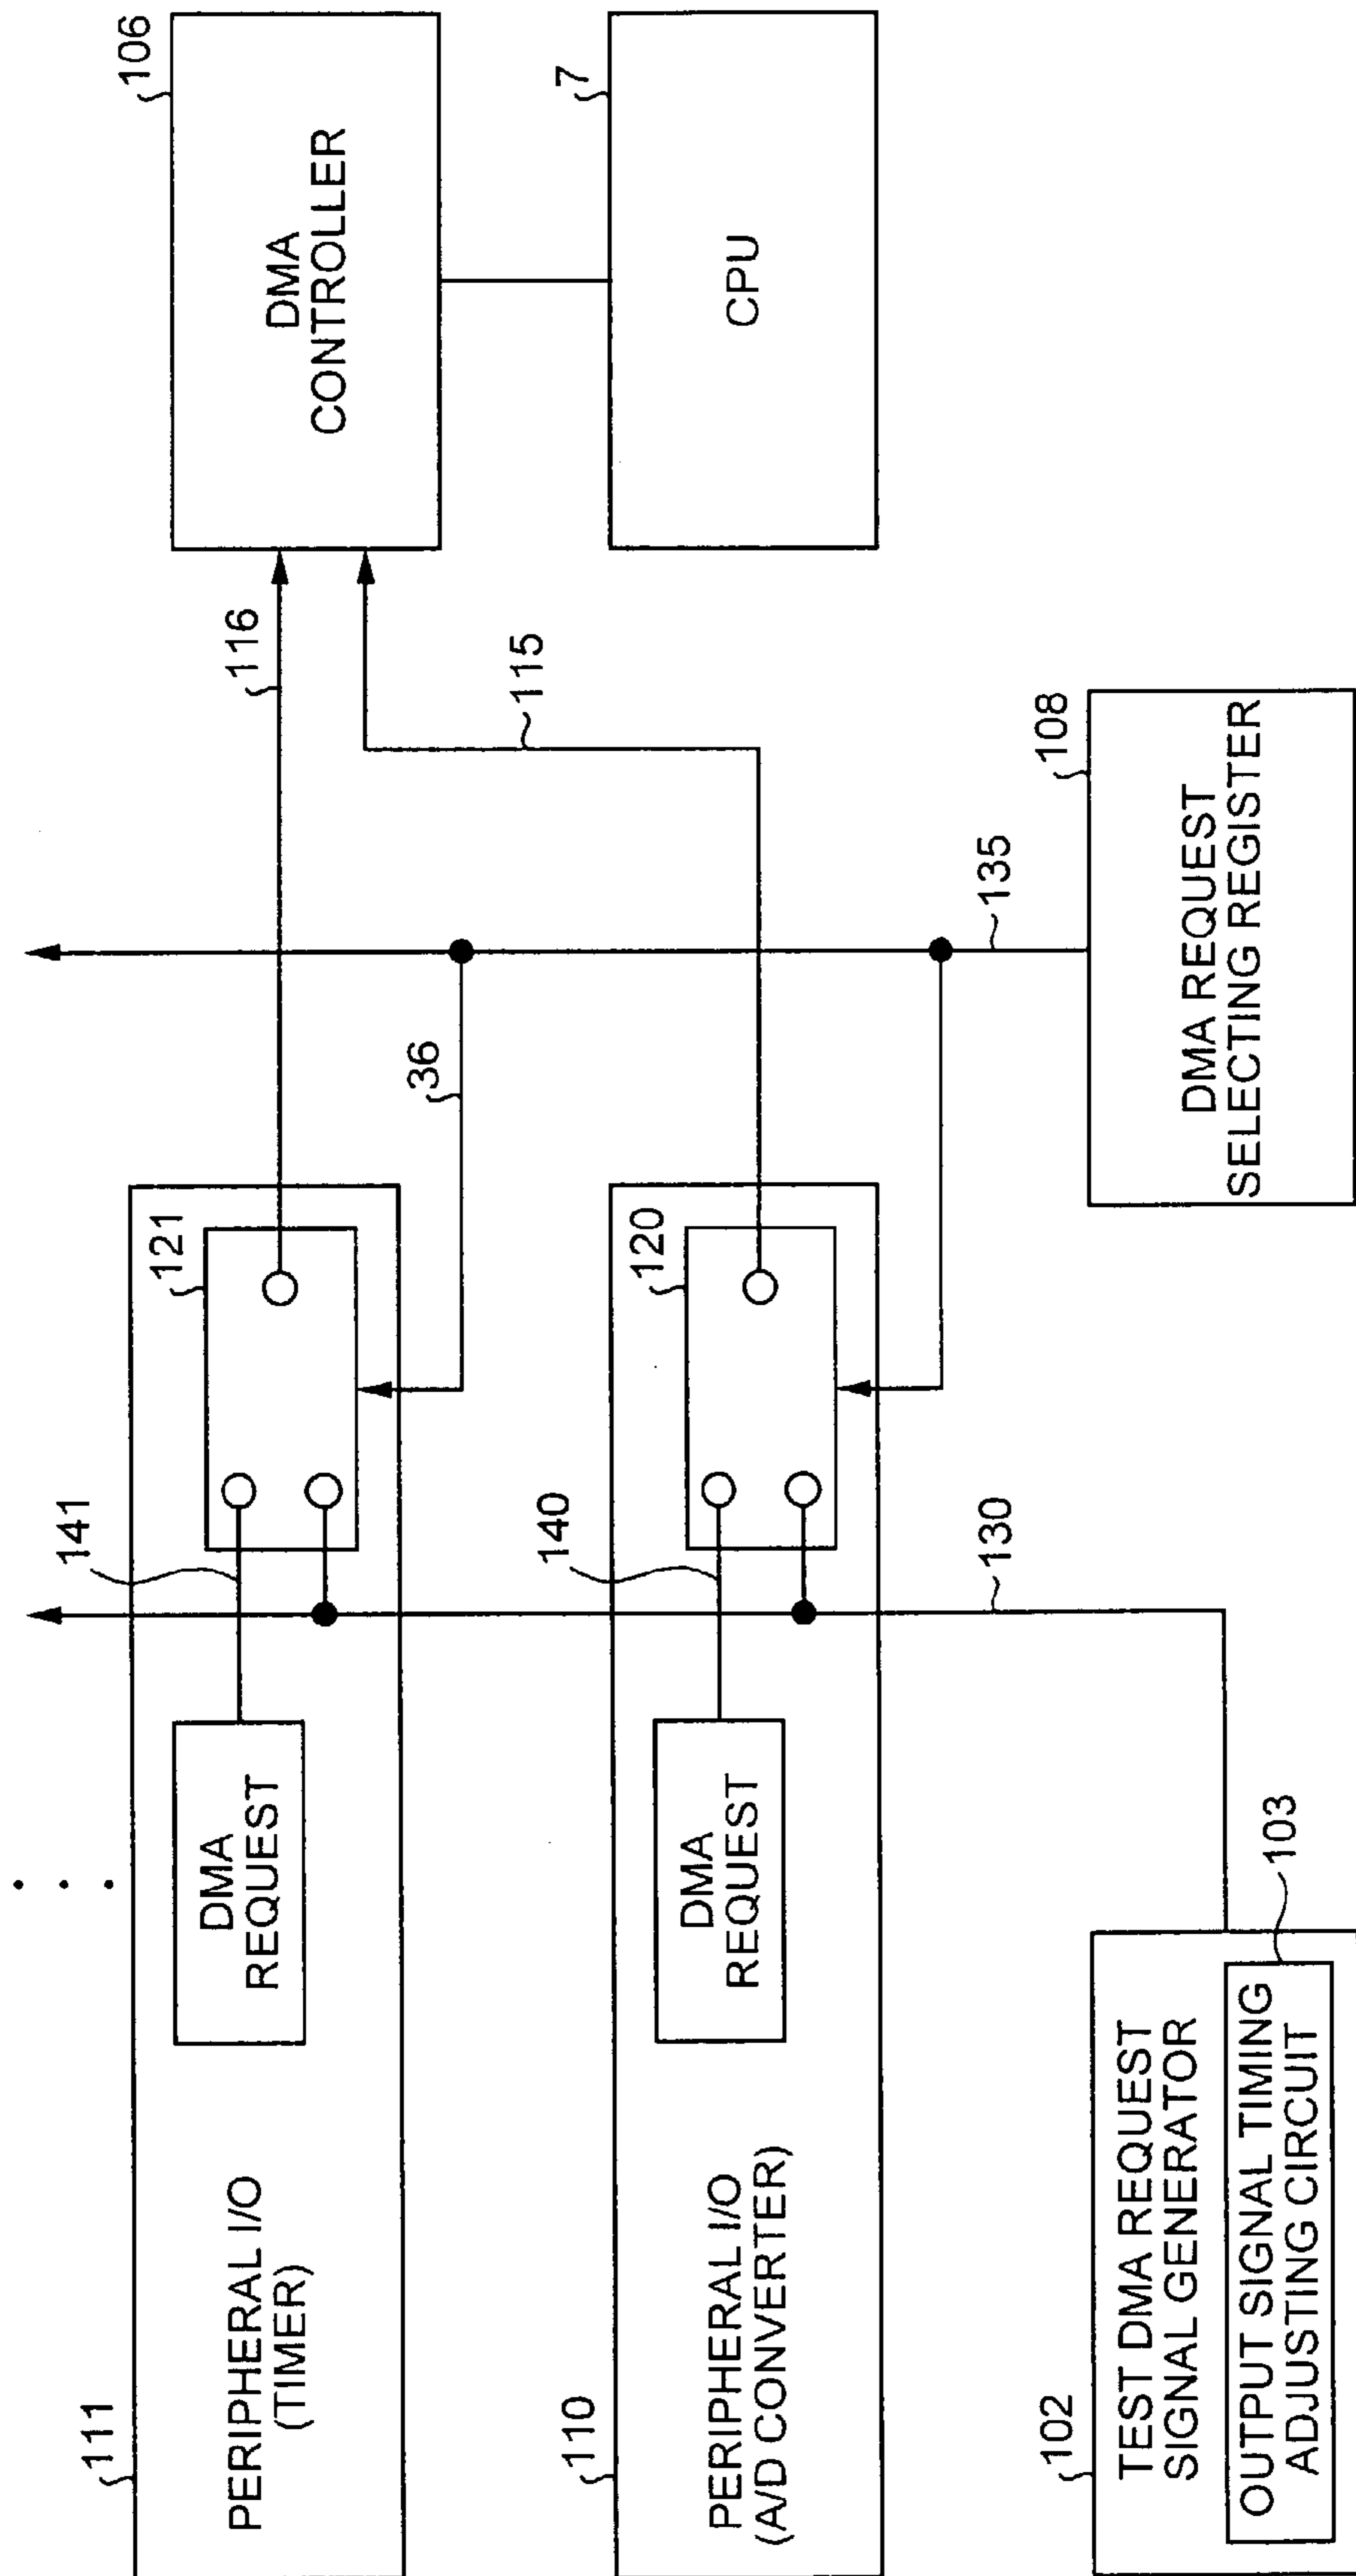 111
PERIPHERAL I/O
(TIMER)
DMA
REQUEST
141
121
36
116
106
DMA
CONTROLLER
110
PERIPHERAL I/O
(A/D CONVERTER)
DMA
REQUEST
140
120
115
7
CPU
102
TEST DMA REQUEST
SIGNAL GENERATOR
OUTPUT SIGNAL TIMING
ADJUSTING CIRCUIT
103
130
135
108
DMA REQUEST
SELECTING REGISTER